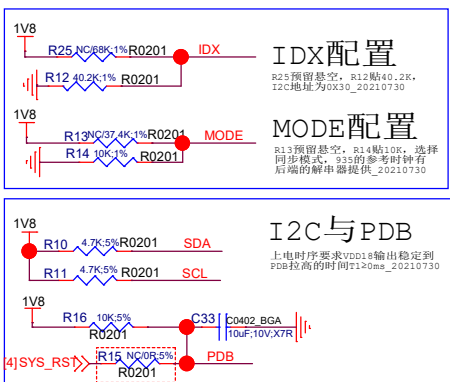 1V8
R25 NC/68K;1% R0201 IDX
R12 40.2K;1% R0201
IDX配置
R25预留悬空，R12贴40.2K，
I2C地址为0X30_20210730
1V8
R13 NC/37.4K;1% R0201 MODE
R14 10K;1% R0201
MODE配置
R13预留悬空，R14贴10K，选择
同步模式，935的参考时钟有
后端的解串器提供_20210730
1V8
R10 4.7K;5% R0201 SDA
R11 4.7K;5% R0201 SCL
I2C与PDB
上电时序要求VDD18输出稳定到
PDB拉高的时间T1≥0ms_20210730
1V8
R16 10K;5% R0201
C33 C0402_BGA
10uF;10V;X7R
[4]SYS_RST R15 NC/0R;5% PDB
R0201